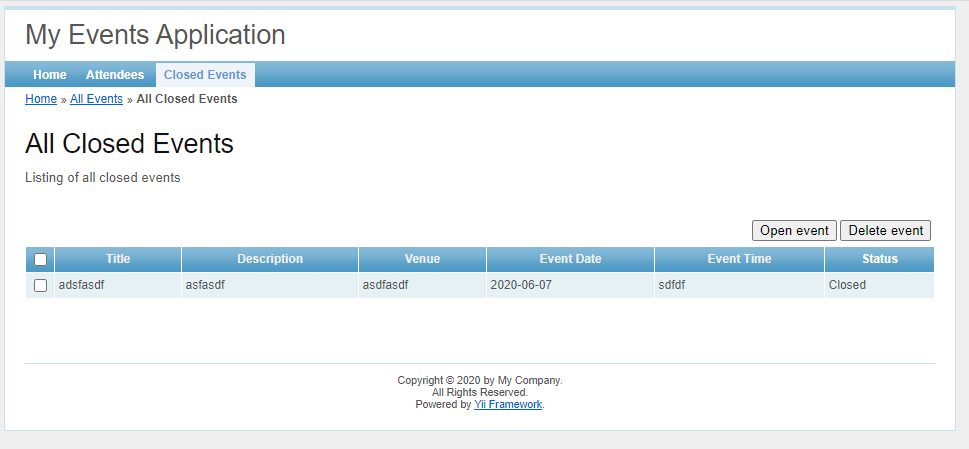 My Events Application
Home Attendees Closed Events
Home » All Events » All Closed Events
All Closed Events
Listing of all closed events
Open event Delete event
Title Description Venue Event Date Event Time Status
adsfasdf asfasdf asdfasdf 2020-06-07 sdfdf Closed
Copyright © 2020 by My Company.
All Rights Reserved.
Powered by Yii Framework.